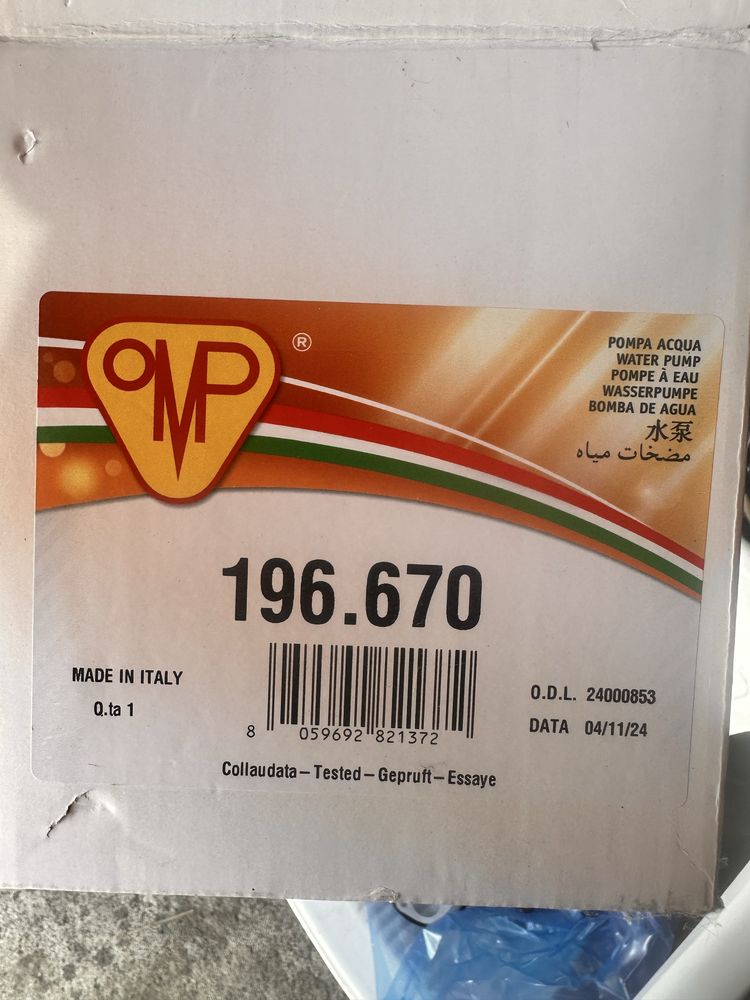 OMP
®
POMPA ACQUA
WATER PUMP
POMPE À EAU
WASSERPUMPE
BOMBA DE AGUA
水泵
مضخات مياه
196.670
MADE IN ITALY
Q.ta 1
8 059692 821372
O.D.L. 24000853
DATA 04/11/24
Collaudata – Tested – Gepruft – Essaye